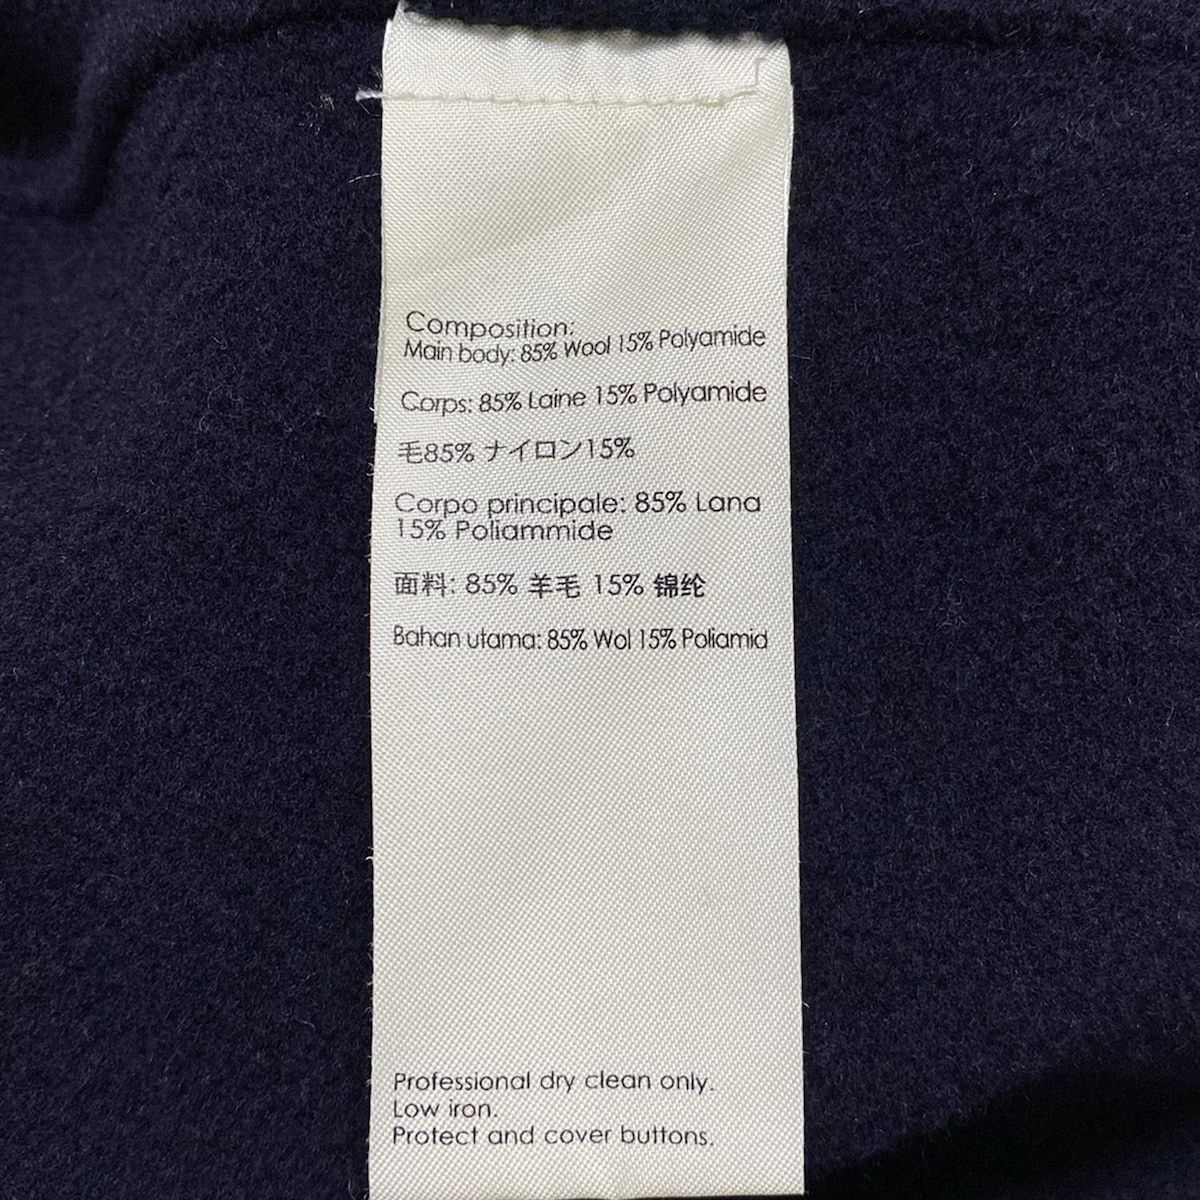 Composition:
Main body: 85% Wool 15% Polyamide
Corps: 85% Laine 15% Polyamide
毛85% ナイロン15%
Corpo principale: 85% Lana
15% Poliammide
面料: 85% 羊毛 15% 锦纶
Bahan utama: 85% Wol 15% Poliamid
Professional dry clean only.
Low iron.
Protect and cover buttons.